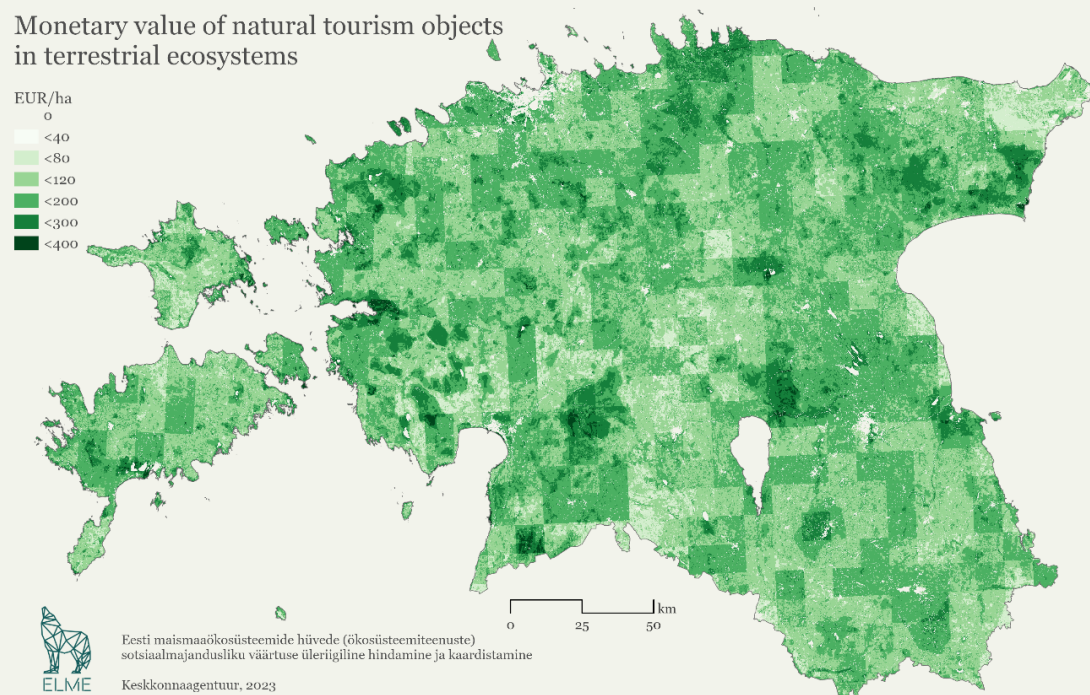 Monetary value of natural tourism objects
in terrestrial ecosystems
EUR/ha
0
<40
<80
<120
<200
<300
<400
km
0 25 50
Eesti maismaaökosüsteemide hüvede (ökosüsteemiteenuste)
sotsiaalmajandusliku väärtuse üleriigiline hindamine ja kaardistamine
ELME
Keskkonnaagentuur, 2023